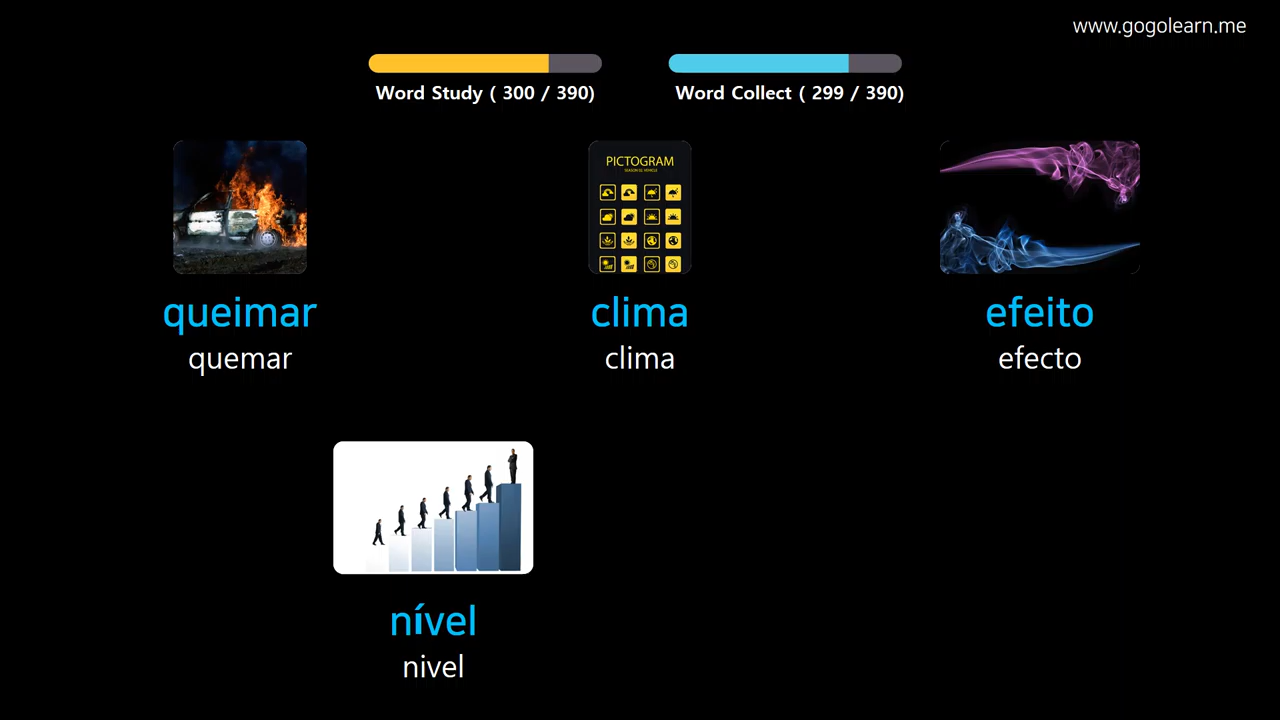 www.gogolearn.me
Word Study ( 300 / 390)
Word Collect ( 299 / 390)
PICTOGRAM
queimar
clima
efeito
quemar
clima
efecto
nível
nivel